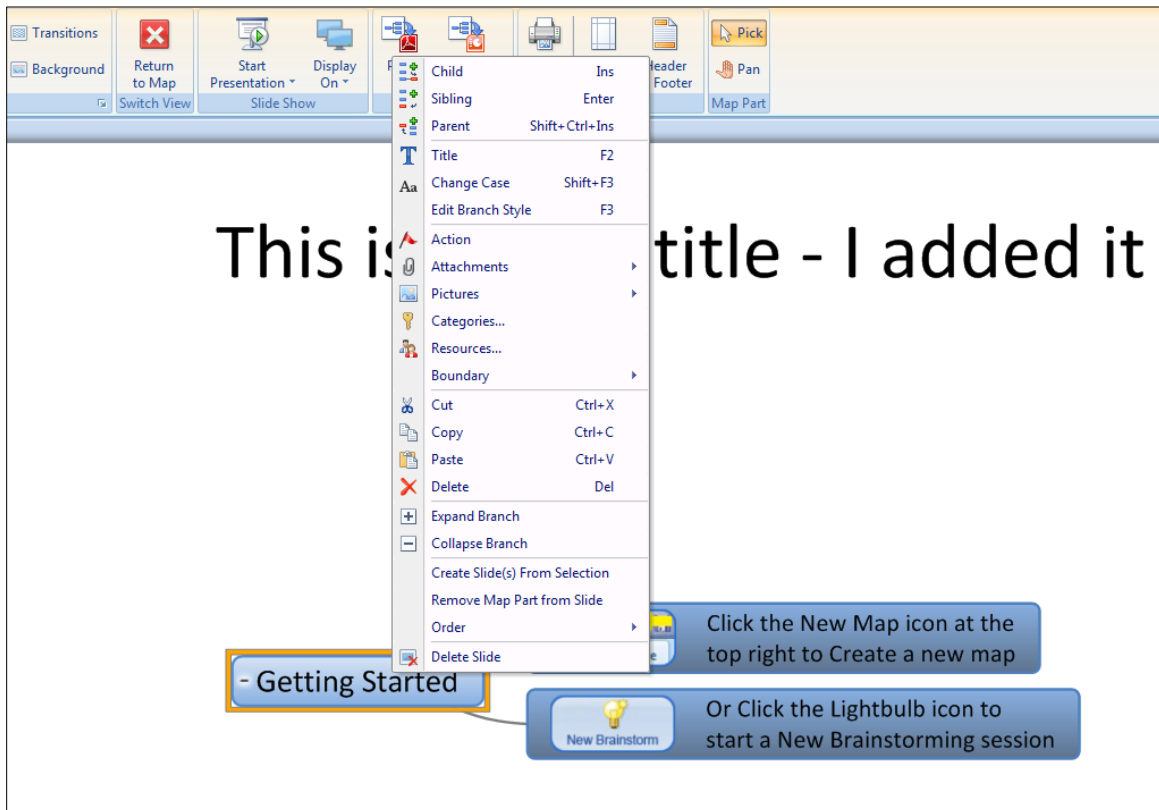 Transitions
Background
Return
to Map
Switch View
Start
Presentation
Display
On
Slide Show
Header
Footer
Pick
Pan
Map Part
Child Ins
Sibling Enter
Parent Shift+Ctrl+Ins
Title F2
Aa Change Case Shift+F3
Edit Branch Style F3
Action
Attachments
Pictures
Categories...
Resources...
Boundary
Cut Ctrl+X
Copy Ctrl+C
Paste Ctrl+V
Delete Del
Expand Branch
Collapse Branch
Create Slide(s) From Selection
Remove Map Part from Slide
Order
Delete Slide
This is title - I added it
- Getting Started
Click the New Map icon at the
top right to Create a new map
New Brainstorm
Or Click the Lightbulb icon to
start a New Brainstorming session